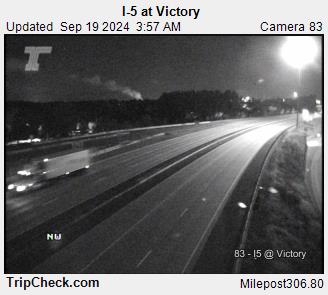 I-5 at Victory
Updated Sep 19 2024 3:57 AM Camera 83
T
NW
83 - I5 @ Victory
TripCheck.com Milepost306.80